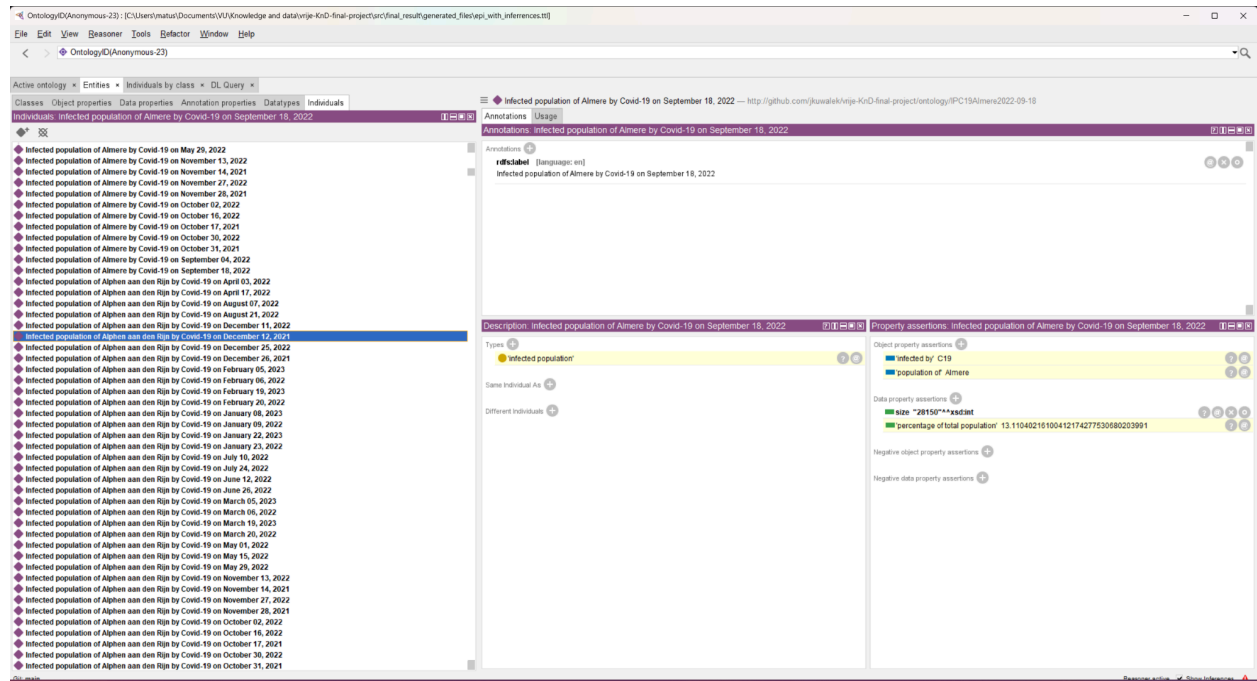 OntologyID(Anonymous-23) : [C:\Users\matus\Documents\VU\Knowledge and data\vrije-KnD-final-project\src\final_result\generated_files\epi_with_inferrences.ttl]
File Edit View Reasoner Tools Refactor Window Help
OntologyID(Anonymous-23)
Active ontology × Entities × Individuals by class × DL Query ×
Classes Object properties Data properties Annotation properties Datatypes Individuals
Individuals: Infected population of Almere by Covid-19 on September 18, 2022
Infected population of Almere by Covid-19 on May 29, 2022
Infected population of Almere by Covid-19 on November 13, 2022
Infected population of Almere by Covid-19 on November 14, 2021
Infected population of Almere by Covid-19 on November 27, 2022
Infected population of Almere by Covid-19 on November 28, 2021
Infected population of Almere by Covid-19 on October 02, 2022
Infected population of Almere by Covid-19 on October 16, 2022
Infected population of Almere by Covid-19 on October 17, 2021
Infected population of Almere by Covid-19 on October 30, 2022
Infected population of Almere by Covid-19 on October 31, 2021
Infected population of Almere by Covid-19 on September 04, 2022
Infected population of Almere by Covid-19 on September 18, 2022
Infected population of Alphen aan den Rijn by Covid-19 on April 03, 2022
Infected population of Alphen aan den Rijn by Covid-19 on April 17, 2022
Infected population of Alphen aan den Rijn by Covid-19 on August 07, 2022
Infected population of Alphen aan den Rijn by Covid-19 on August 21, 2022
Infected population of Alphen aan den Rijn by Covid-19 on December 11, 2022
Infected population of Alphen aan den Rijn by Covid-19 on December 12, 2021
Infected population of Alphen aan den Rijn by Covid-19 on December 25, 2022
Infected population of Alphen aan den Rijn by Covid-19 on December 26, 2021
Infected population of Alphen aan den Rijn by Covid-19 on February 05, 2023
Infected population of Alphen aan den Rijn by Covid-19 on February 06, 2022
Infected population of Alphen aan den Rijn by Covid-19 on February 19, 2023
Infected population of Alphen aan den Rijn by Covid-19 on February 20, 2022
Infected population of Alphen aan den Rijn by Covid-19 on January 08, 2023
Infected population of Alphen aan den Rijn by Covid-19 on January 09, 2022
Infected population of Alphen aan den Rijn by Covid-19 on January 22, 2023
Infected population of Alphen aan den Rijn by Covid-19 on January 23, 2022
Infected population of Alphen aan den Rijn by Covid-19 on July 10, 2022
Infected population of Alphen aan den Rijn by Covid-19 on July 24, 2022
Infected population of Alphen aan den Rijn by Covid-19 on June 12, 2022
Infected population of Alphen aan den Rijn by Covid-19 on June 26, 2022
Infected population of Alphen aan den Rijn by Covid-19 on March 05, 2023
Infected population of Alphen aan den Rijn by Covid-19 on March 06, 2022
Infected population of Alphen aan den Rijn by Covid-19 on March 19, 2023
Infected population of Alphen aan den Rijn by Covid-19 on March 20, 2022
Infected population of Alphen aan den Rijn by Covid-19 on May 01, 2022
Infected population of Alphen aan den Rijn by Covid-19 on May 15, 2022
Infected population of Alphen aan den Rijn by Covid-19 on May 29, 2022
Infected population of Alphen aan den Rijn by Covid-19 on November 13, 2022
Infected population of Alphen aan den Rijn by Covid-19 on November 14, 2021
Infected population of Alphen aan den Rijn by Covid-19 on November 27, 2022
Infected population of Alphen aan den Rijn by Covid-19 on November 28, 2021
Infected population of Alphen aan den Rijn by Covid-19 on October 02, 2022
Infected population of Alphen aan den Rijn by Covid-19 on October 16, 2022
Infected population of Alphen aan den Rijn by Covid-19 on October 17, 2021
Infected population of Alphen aan den Rijn by Covid-19 on October 30, 2022
Infected population of Alphen aan den Rijn by Covid-19 on October 31, 2021
Infected population of Almere by Covid-19 on September 18, 2022 — http://github.com/jkuwalek/vrije-KnD-final-project/ontology/IPC19Almere2022-09-18
Annotations Usage
Annotations: Infected population of Almere by Covid-19 on September 18, 2022
Annotations
rdfs:label [language: en]
Infected population of Almere by Covid-19 on September 18, 2022
Description: Infected population of Almere by Covid-19 on September 18, 2022
Types
'infected population'
Same Individual As
Different Individuals
Property assertions: Infected population of Almere by Covid-19 on September 18, 2022
Object property assertions
'infected by' C19
'population of' Almere
Data property assertions
size "28150"^^xsd:int
'percentage of total population' 13.110402161004121742775306802039​91
Negative object property assertions
Negative data property assertions
Git: main
Reasoner active Show Inferences